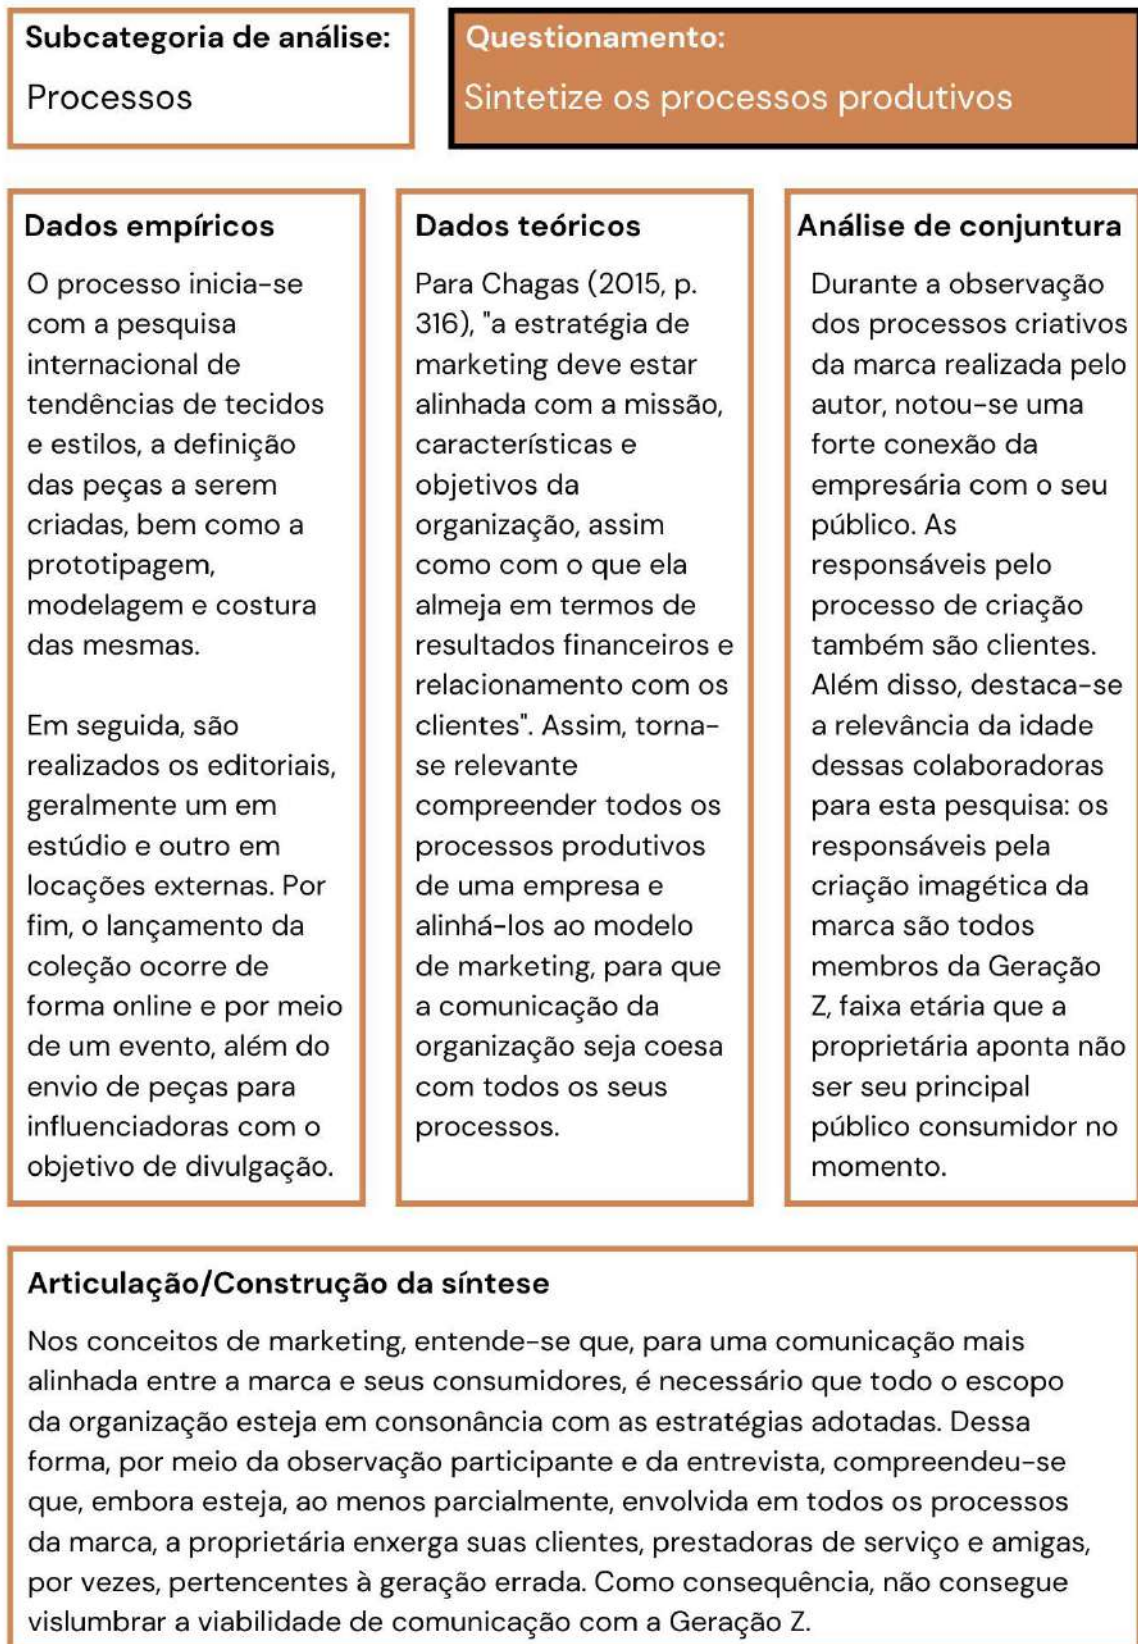 Subcategoria de análise:
Processos
Questionamento:
Sintetize os processos produtivos
Dados empíricos
O processo inicia-se
com a pesquisa
internacional de
tendências de tecidos
e estilos, a definição
das peças a serem
criadas, bem como a
prototipagem,
modelagem e costura
das mesmas.
Em seguida, são
realizados os editoriais,
geralmente um em
estúdio e outro em
locações externas. Por
fim, o lançamento da
coleção ocorre de
forma online e por meio
de um evento, além do
envio de peças para
influenciadoras com o
objetivo de divulgação.
Dados teóricos
Para Chagas (2015, p.
316), "a estratégia de
marketing deve estar
alinhada com a missão,
características e
objetivos da
organização, assim
como com o que ela
almeja em termos de
resultados financeiros e
relacionamento com os
clientes". Assim, torna-
se relevante
compreender todos os
processos produtivos
de uma empresa e
alinhá-los ao modelo
de marketing, para que
a comunicação da
organização seja coesa
com todos os seus
processos.
Análise de conjuntura
Durante a observação
dos processos criativos
da marca realizada pelo
autor, notou-se uma
forte conexão da
empresária com o seu
público. As
responsáveis pelo
processo de criação
também são clientes.
Além disso, destaca-se
a relevância da idade
dessas colaboradoras
para esta pesquisa: os
responsáveis pela
criação imagética da
marca são todos
membros da Geração
Z, faixa etária que a
proprietária aponta não
ser seu principal
público consumidor no
momento.
Articulação/Construção da síntese
Nos conceitos de marketing, entende-se que, para uma comunicação mais
alinhada entre a marca e seus consumidores, é necessário que todo o escopo
da organização esteja em consonância com as estratégias adotadas. Dessa
forma, por meio da observação participante e da entrevista, compreendeu-se
que, embora esteja, ao menos parcialmente, envolvida em todos os processos
da marca, a proprietária enxerga suas clientes, prestadoras de serviço e amigas,
por vezes, pertencentes à geração errada. Como consequência, não consegue
vislumbrar a viabilidade de comunicação com a Geração Z.